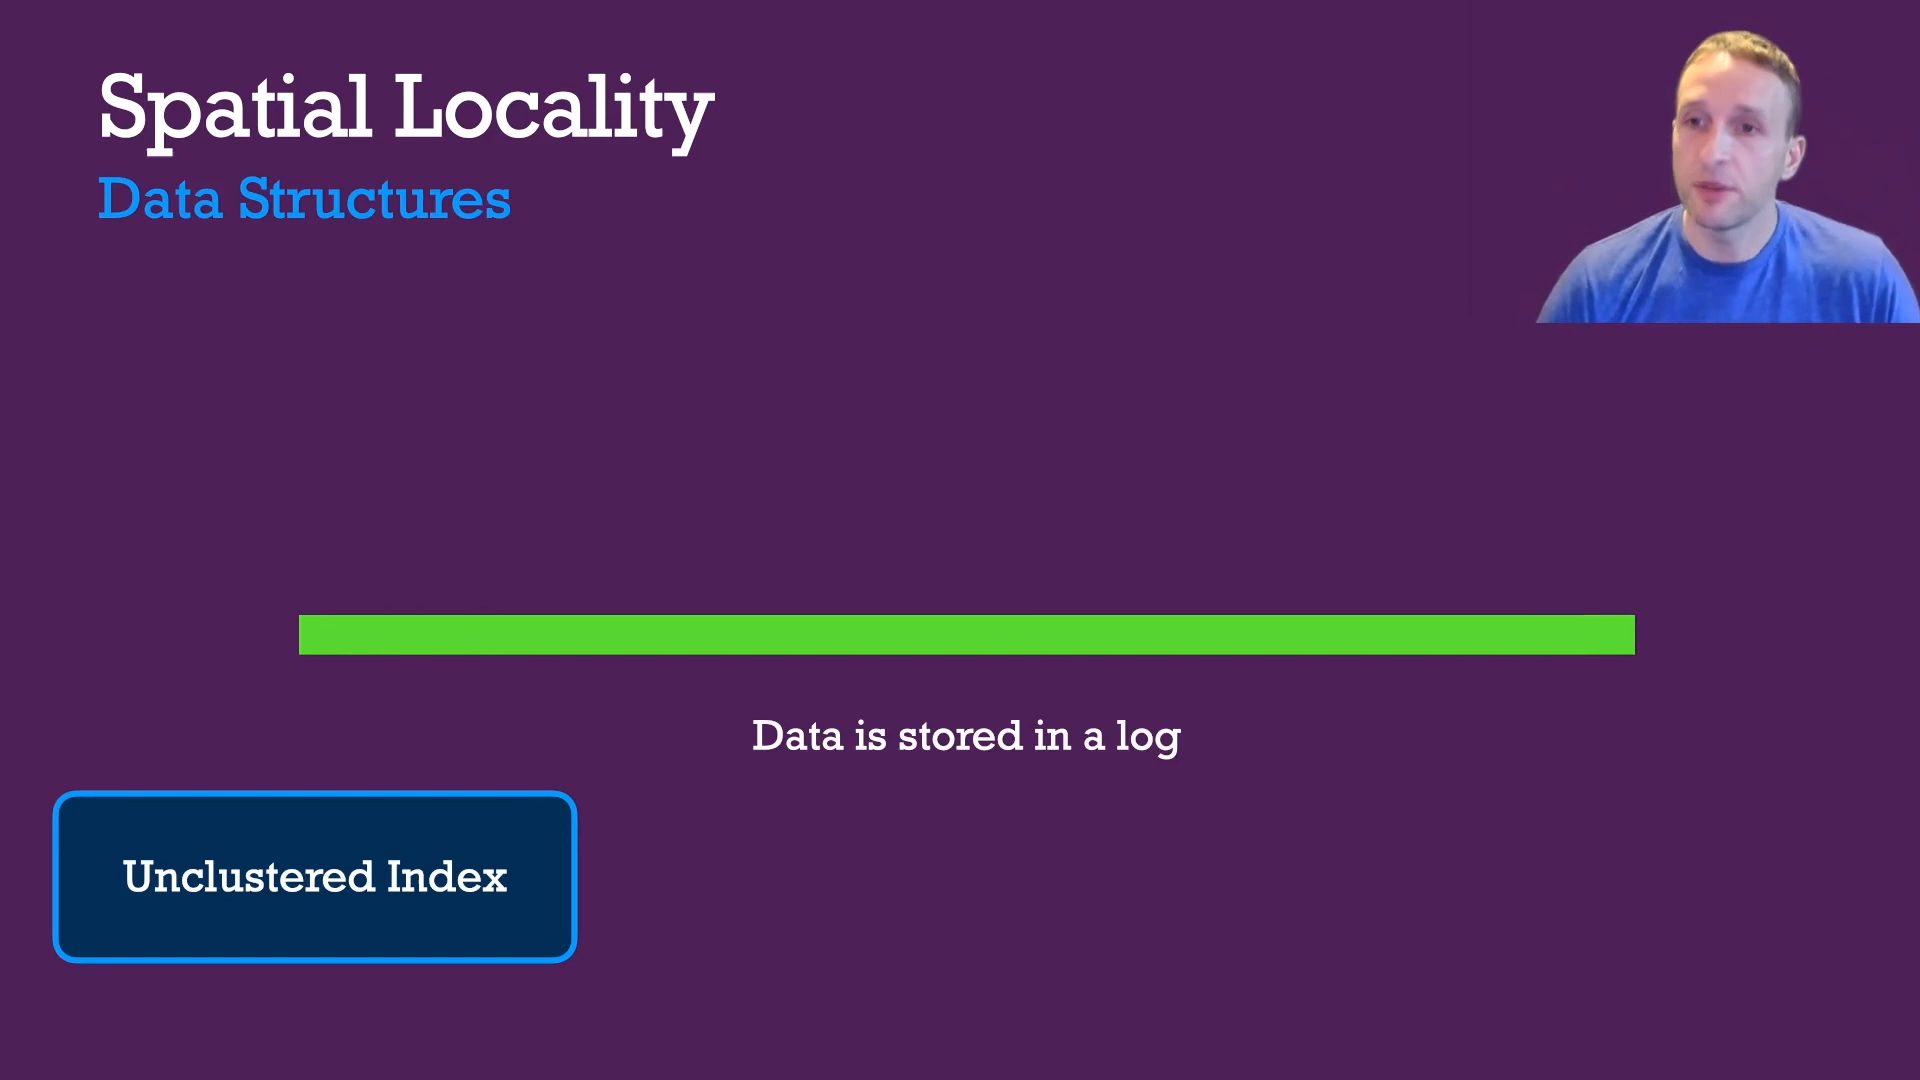 Spatial Locality
Data Structures
Data is stored in a log
Unclustered Index